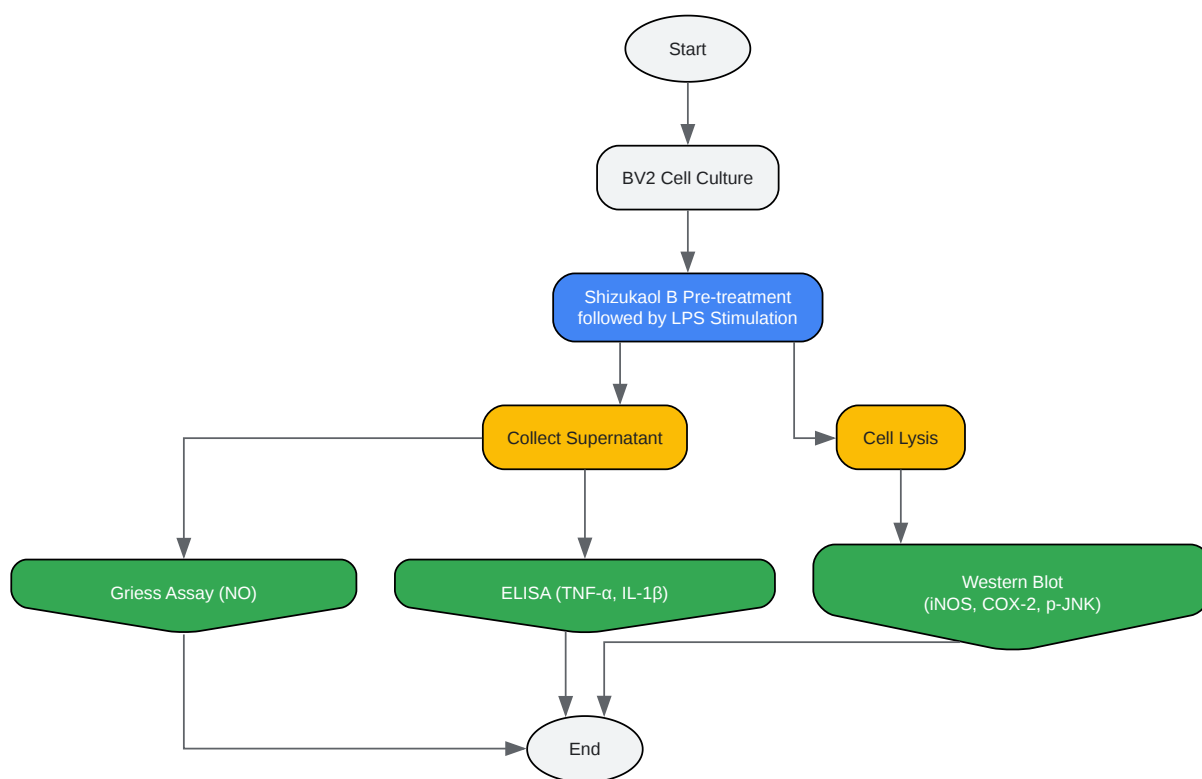 Start
BV2 Cell Culture
Shizukaol B Pre-treatment
followed by LPS Stimulation
Collect Supernatant
Cell Lysis
Griess Assay (NO)
ELISA (TNF-α, IL-1β)
Western Blot
(iNOS, COX-2, p-JNK)
End